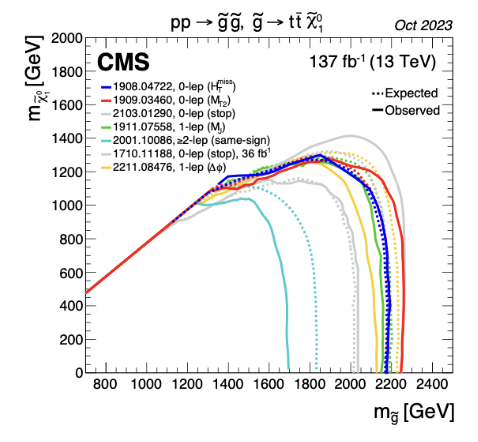 pp → g̃ g̃, g̃ → t t̄ χ̃₁⁰ Oct 2023
CMS 137 fb⁻¹ (13 TeV)
1908.04722, 0-lep (H_T^miss)
1909.03460, 0-lep (M_T2)
2103.01290, 0-lep (stop)
1911.07558, 1-lep (M_J)
2001.10086, ≥2-lep (same-sign)
1710.11188, 0-lep (stop), 36 fb⁻¹
2211.08476, 1-lep (Δϕ)
Expected
Observed
m_χ̃₁⁰ [GeV]
2000
1800
1600
1400
1200
1000
800
600
400
200
0
800 1000 1200 1400 1600 1800 2000 2200 2400
m_g̃ [GeV]